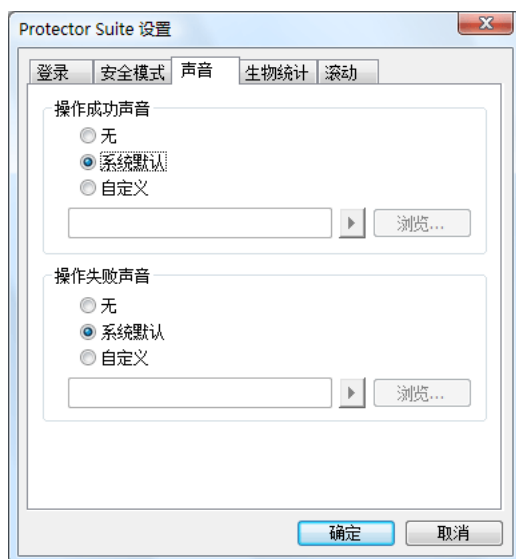 Protector Suite 设置
登录 安全模式 声音 生物统计 滚动
操作成功声音
无
系统默认
自定义
浏览...
操作失败声音
无
系统默认
自定义
浏览...
确定 取消